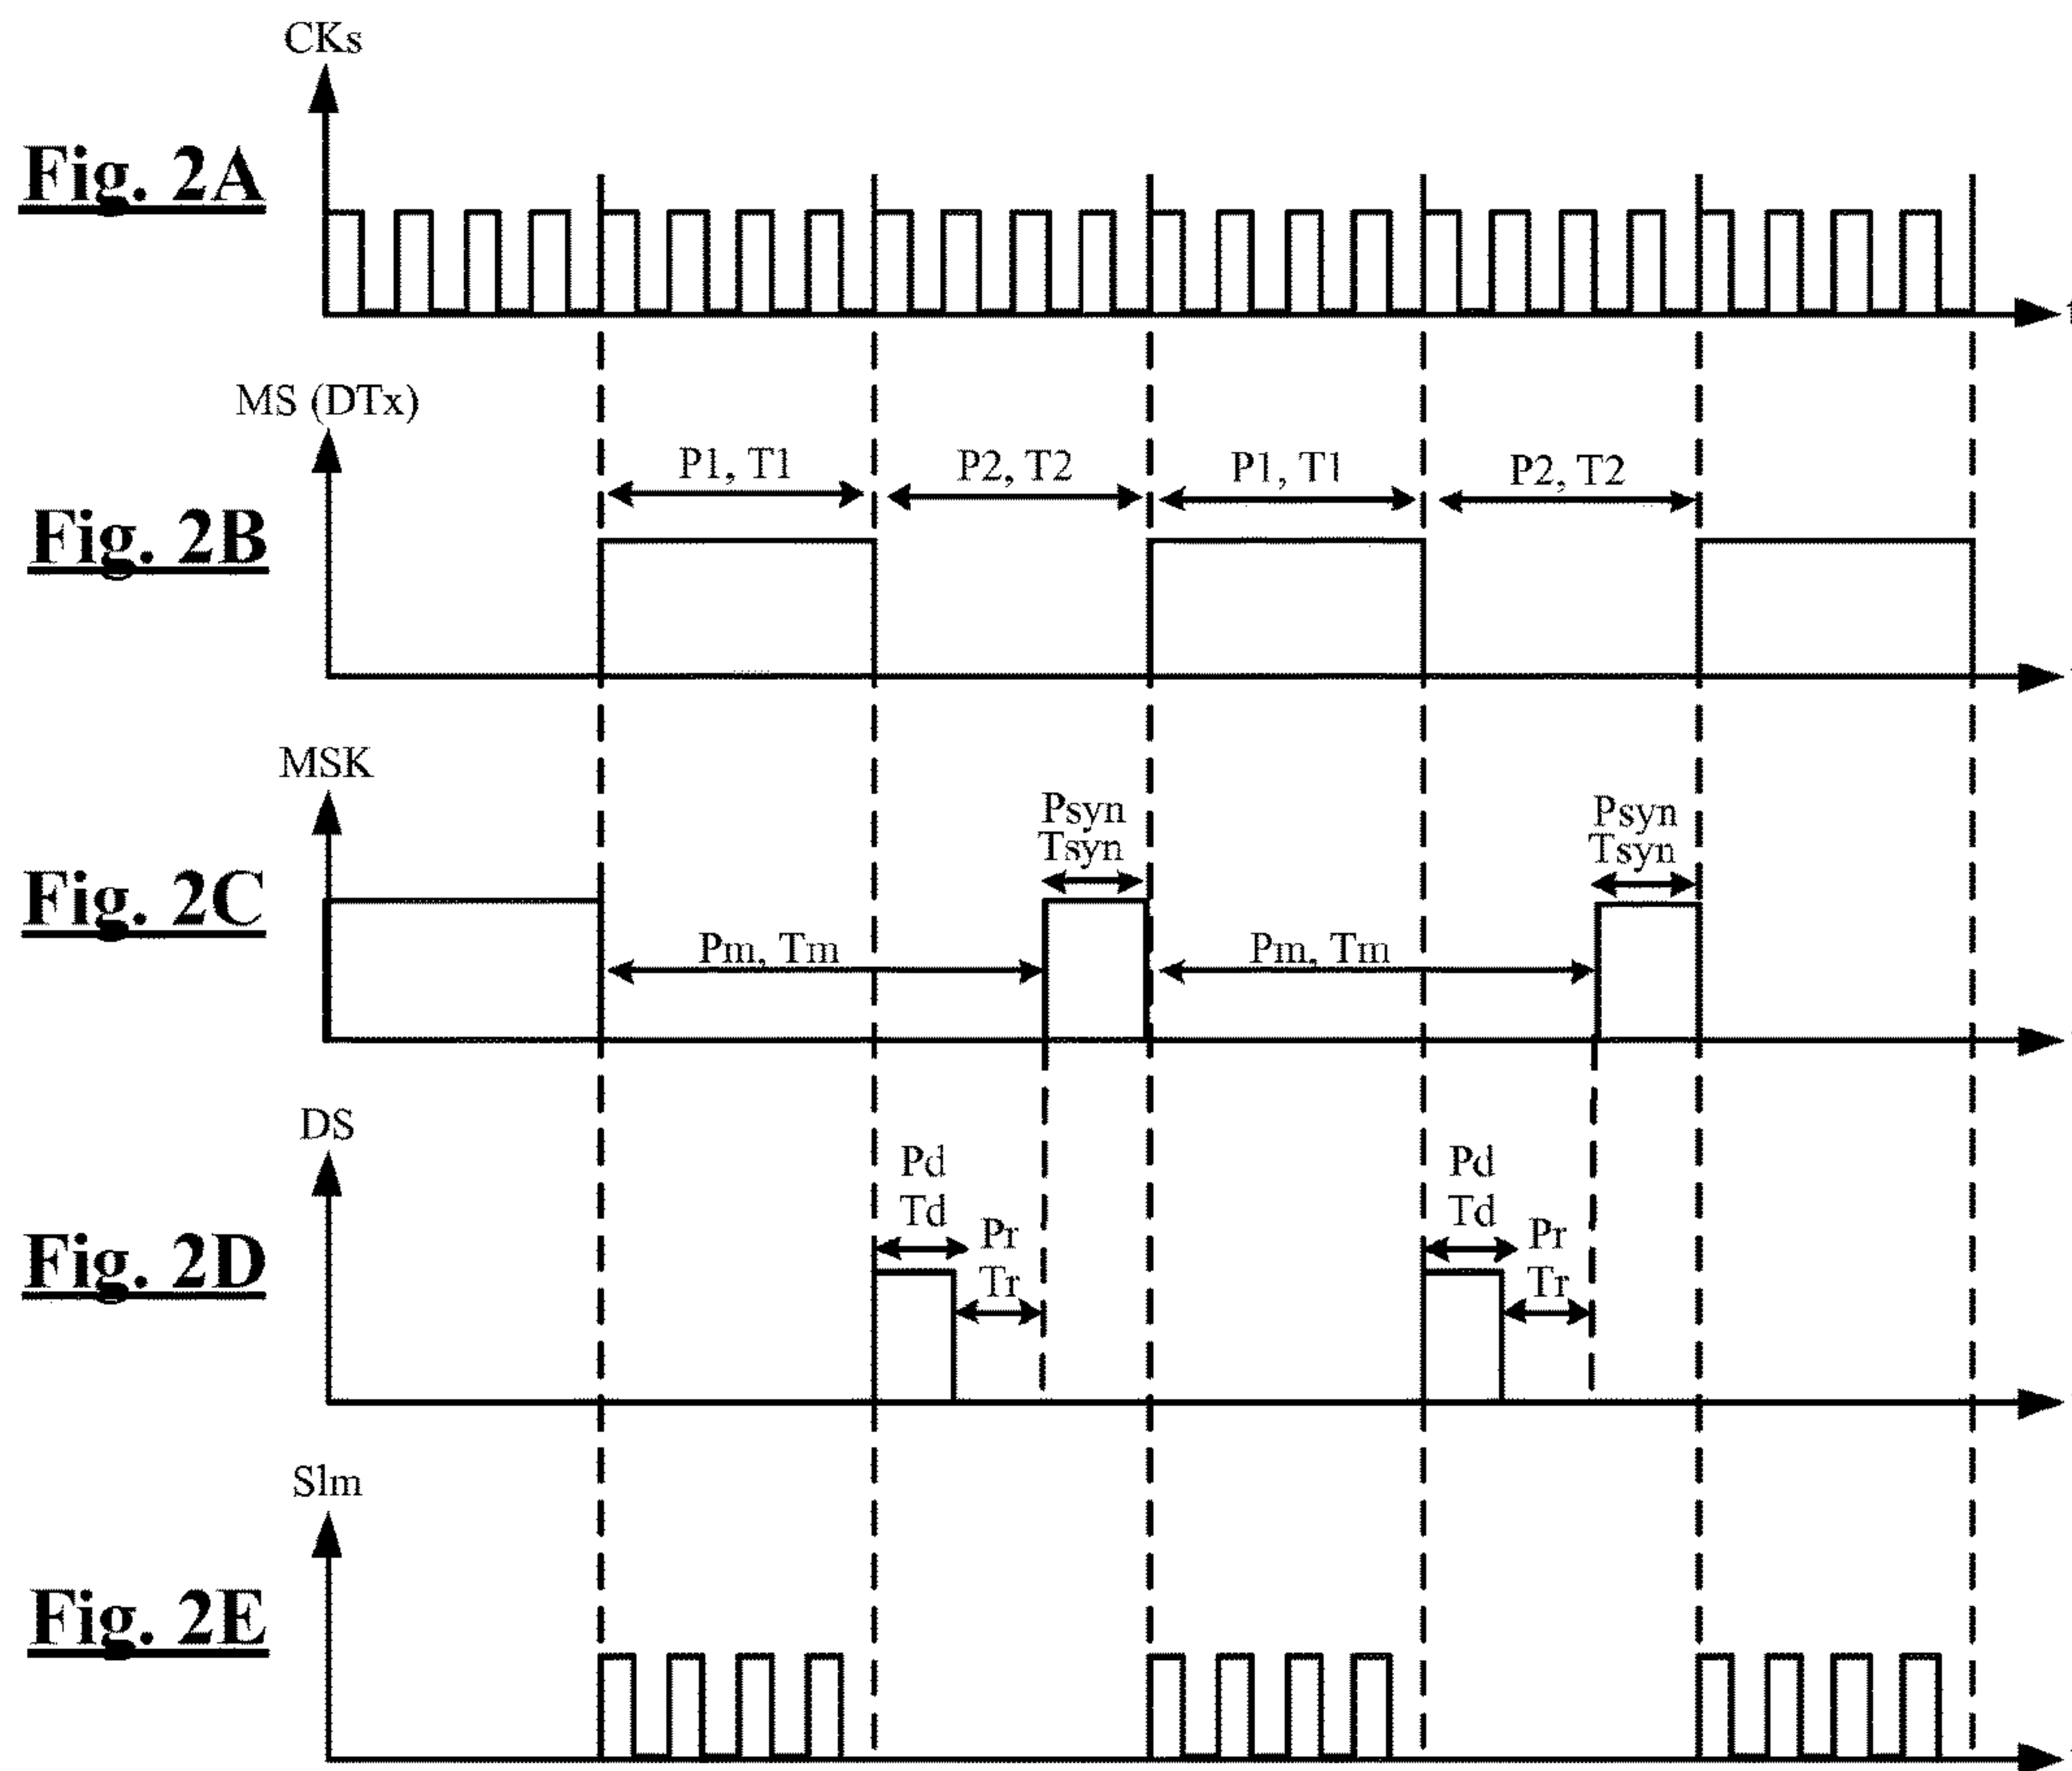 CKs
Fig. 2A
t
MS (DTx)
P1, T1
P2, T2
P1, T1
P2, T2
Fig. 2B
MSK
Psyn
Tsyn
Psyn
Tsyn
Fig. 2C
Pm, Tm
Pm, Tm
DS
Pd
Td
Pr
Tr
Pd
Td
Pr
Tr
Fig. 2D
Slm
Fig. 2E